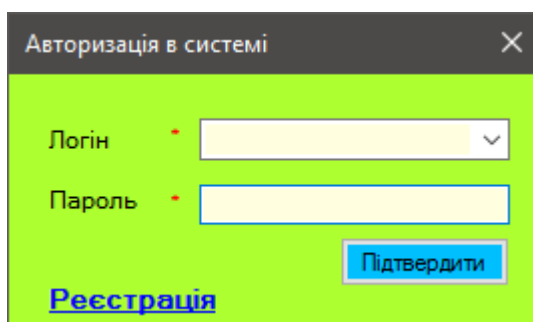 Авторизація в системі
Логін *
Пароль *
Підтвердити
Реєстрація